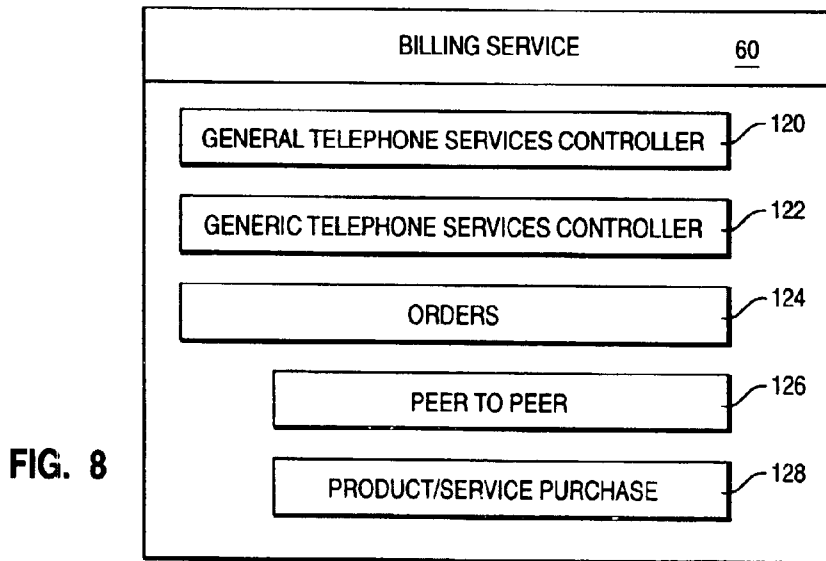 BILLING SERVICE 60
GENERAL TELEPHONE SERVICES CONTROLLER 120
GENERIC TELEPHONE SERVICES CONTROLLER 122
ORDERS 124
PEER TO PEER 126
PRODUCT/SERVICE PURCHASE 128
FIG. 8